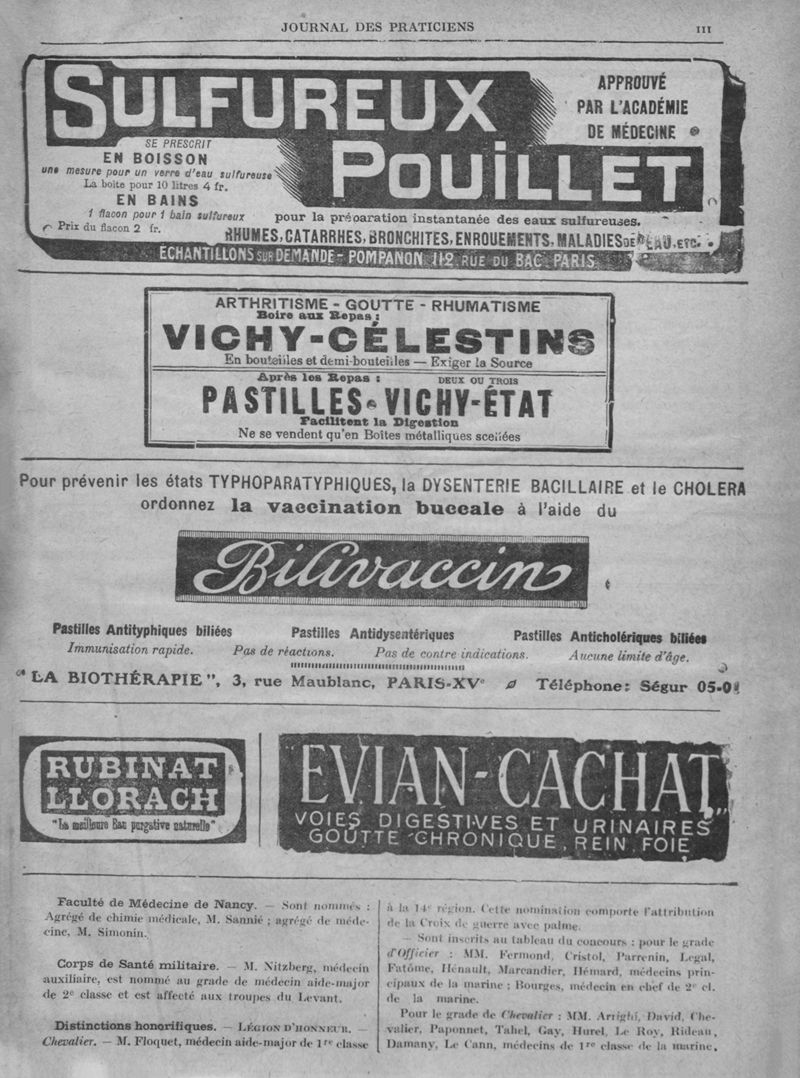 JOURNAL DES PRATICIENS
III
SULFUREUX
POUILLET
APPROUVÉ
PAR L'ACADÉMIE
DE MÉDECINE
SE PRESCRIT
EN BOISSON
une mesure pour un verre d'eau sulfureuse
La boîte pour 10 litres 4 fr.
EN BAINS
1 flacon pour 1 bain sulfureux
Prix du flacon 2 fr.
pour la préparation instantanée des eaux sulfureuses.
RHUMES, CATARRHES, BRONCHITES, ENROUEMENTS, MALADIES DE PEAU, ETC.
ÉCHANTILLONS SUR DEMANDE - POMPANON 112, RUE DU BAC PARIS
ARTHRITISME - GOUTTE - RHUMATISME
Boire aux Repas :
VICHY-CÉLESTINS
En bouteilles et demi-bouteilles — Exiger la Source
Après les Repas : DEUX OU TROIS
PASTILLES VICHY-ÉTAT
Facilitent la Digestion
Ne se vendent qu'en Boîtes métalliques scellées
Pour prévenir les états TYPHOPARATYPHIQUES, la DYSENTERIE BACILLAIRE et le CHOLERA
ordonnez la vaccination buccale à l'aide du
Bilivaccin
Pastilles Antityphiques biliées Pastilles Antidysentériques Pastilles Anticholériques biliées
Immunisation rapide. Pas de réactions. Pas de contre indications. Aucune limite d'âge.
"LA BIOTHÉRAPIE", 3, rue Maublanc, PARIS-XVe Téléphone: Ségur 05-01
RUBINAT
LLORACH
"La meilleure Eau purgative naturelle"
EVIAN-CACHAT
VOIES DIGESTIVES ET URINAIRES
GOUTTE CHRONIQUE, REIN, FOIE
Faculté de Médecine de Nancy. — Sont nommés :
Agrégé de chimie médicale, M. Sannié ; agrégé de méde-
cine, M. Simonin.
Corps de Santé militaire. — M. Nitzberg, médecin
auxiliaire, est nommé au grade de médecin aide-major
de 2e classe et est affecté aux troupes du Levant.
Distinctions honorifiques. — LÉGION D'HONNEUR. —
Chevalier. — M. Floquet, médecin aide-major de 1re classe
à la 14e région. Cette nomination comporte l'attribution
de la Croix de guerre avec palme.
— Sont inscrits au tableau du concours : pour le grade
d'Officier : MM. Fermond, Cristol, Parrenin, Legal,
Fatôme, Hénault, Marcandier, Hémard, médecins prin-
cipaux de la marine ; Bourges, médecin en chef de 2e cl.
de la marine.
Pour le grade de Chevalier : MM. Artighi, David, Che-
valier, Paponnet, Tabel, Gay, Hurel, Le Roy, Rideau,
Damany, Le Cann, médecins de 1re classe de la marine,